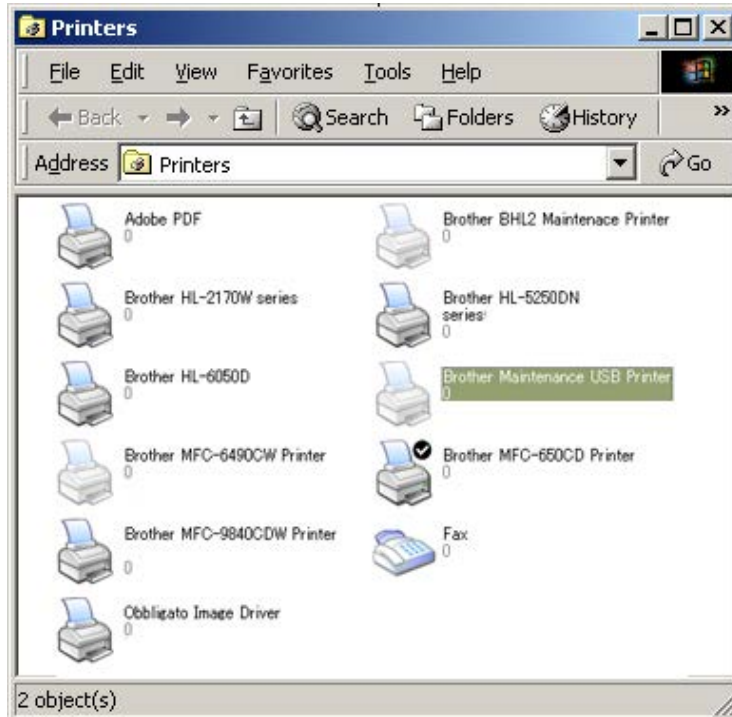 Printers
File Edit View Favorites Tools Help
Back Search Folders History »
Address Printers Go
Adobe PDF
0
Brother BHL2 Maintenace Printer
0
Brother HL-2170W series
0
Brother HL-5250DN
series
0
Brother HL-6050D
0
Brother Maintenance USB Printer
0
Brother MFC-6490CW Printer
0
Brother MFC-650CD Printer
0
Brother MFC-9840CDW Printer
0
Fax
0
Obbligato Image Driver
0
2 object(s)